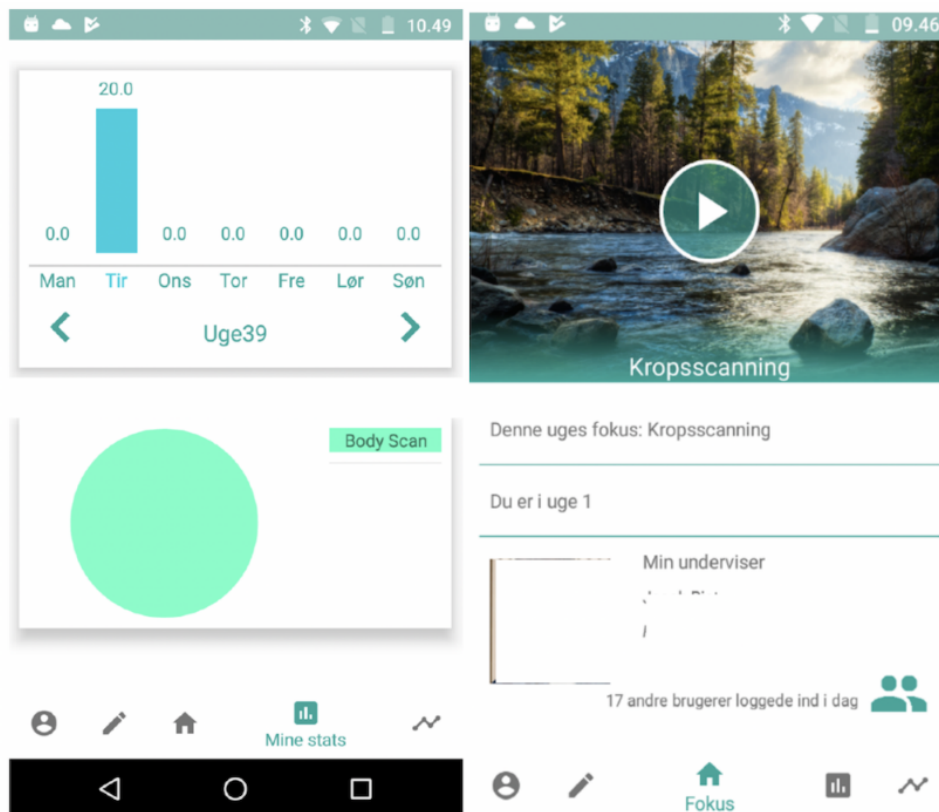 10.49
20.0
0.0
0.0 0.0 0.0 0.0 0.0
Man Tir Ons Tor Fre Lør Søn
Uge39
Body Scan
Mine stats
09.46
Kropsscanning
Denne uges fokus: Kropsscanning
Du er i uge 1
Min underviser
17 andre brugerer loggede ind i dag
Fokus